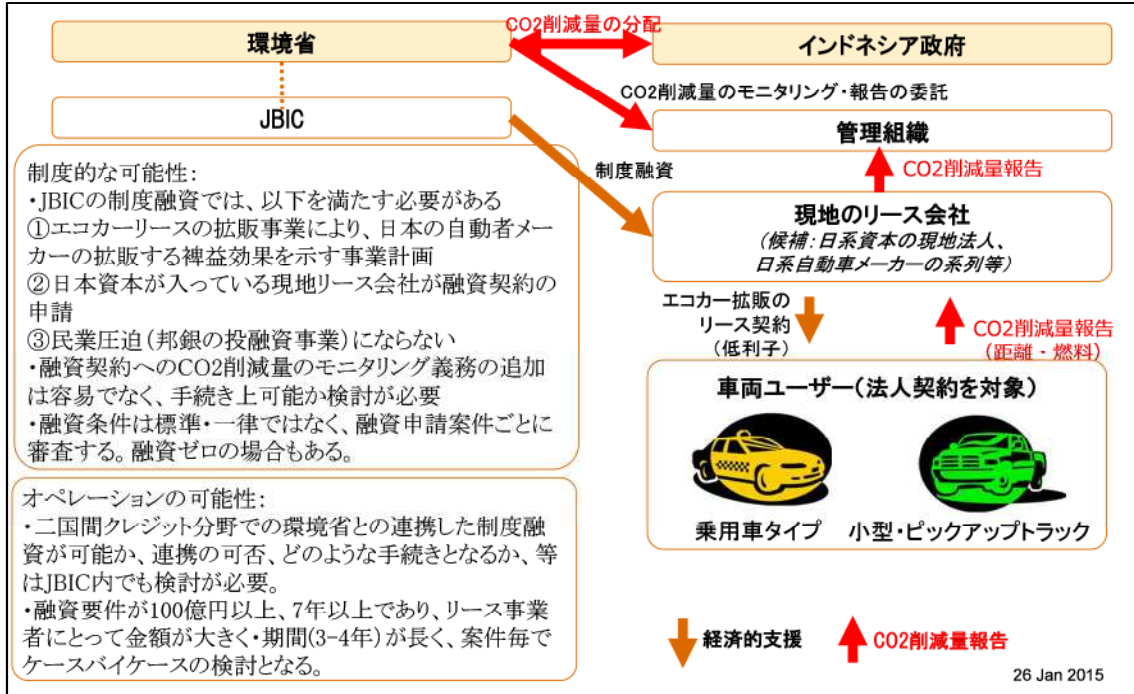 CO2削減量の分配
環境省
インドネシア政府
CO2削減量のモニタリング・報告の委託
JBIC
管理組織
制度融資
CO2削減量報告
制度的な可能性：
・JBICの制度融資では、以下を満たす必要がある
①エコカーリースの拡販事業により、日本の自動者メー
カーの拡販する裨益効果を示す事業計画
②日本資本が入っている現地リース会社が融資契約の
申請
③民業圧迫（邦銀の投融資事業）にならない
・融資契約へのCO2削減量のモニタリング義務の追加
は容易でなく、手続き上可能か検討が必要
・融資条件は標準・一律ではなく、融資申請案件ごとに
審査する。融資ゼロの場合もある。
現地のリース会社
（候補：日系資本の現地法人、
日系自動車メーカーの系列等）
エコカー拡販の
リース契約
（低利子）
CO2削減量報告
（距離・燃料）
車両ユーザー（法人契約を対象）
乗用車タイプ
小型・ピックアップトラック
オペレーションの可能性：
・二国間クレジット分野での環境省との連携した制度融
資が可能か、連携の可否、どのような手続きとなるか、等
はJBIC内でも検討が必要。
・融資要件が100億円以上、7年以上であり、リース事業
者にとって金額が大きく・期間(3-4年)が長く、案件毎で
ケースバイケースの検討となる。
経済的支援
CO2削減量報告
26 Jan 2015